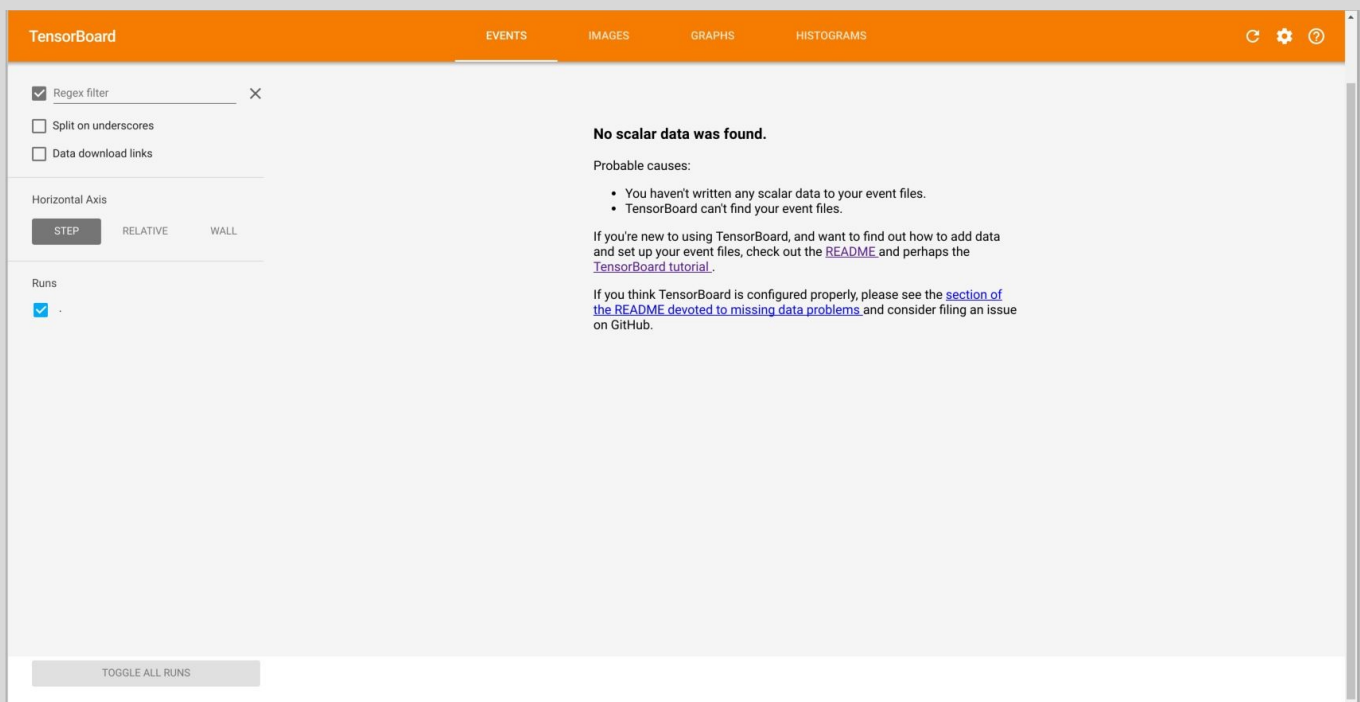 TensorBoard
EVENTS
IMAGES
GRAPHS
HISTOGRAMS
Regex filter
Split on underscores
Data download links
Horizontal Axis
STEP
RELATIVE
WALL
Runs
.
TOGGLE ALL RUNS
No scalar data was found.
Probable causes:
• You haven't written any scalar data to your event files.
• TensorBoard can't find your event files.
If you're new to using TensorBoard, and want to find out how to add data
and set up your event files, check out the README and perhaps the
TensorBoard tutorial .
If you think TensorBoard is configured properly, please see the section of
the README devoted to missing data problems and consider filing an issue
on GitHub.